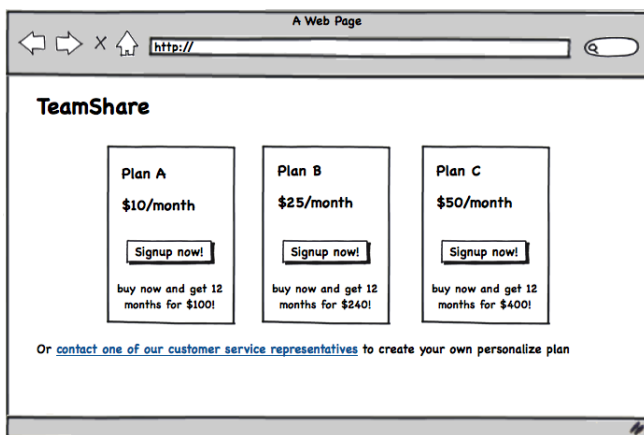 A Web Page
http://
TeamShare
Plan A
$10/month
Signup now!
buy now and get 12
months for $100!
Plan B
$25/month
Signup now!
buy now and get 12
months for $240!
Plan C
$50/month
Signup now!
buy now and get 12
months for $400!
Or contact one of our customer service representatives to create your own personalize plan